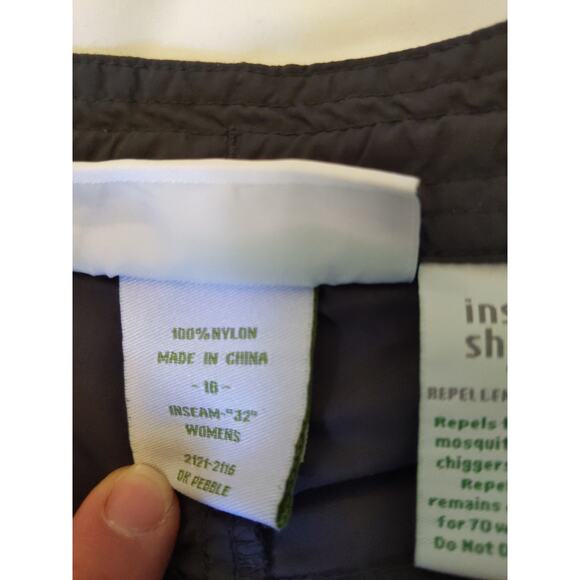 100% NYLON
MADE IN CHINA
- 16 -
INSEAM-"32"
WOMENS
2121-2116
DK PEBBLE
ins
sh
REPELLEN
Repels
mosquit
chiggers
Repe
remains
for 70 w
Do Not D